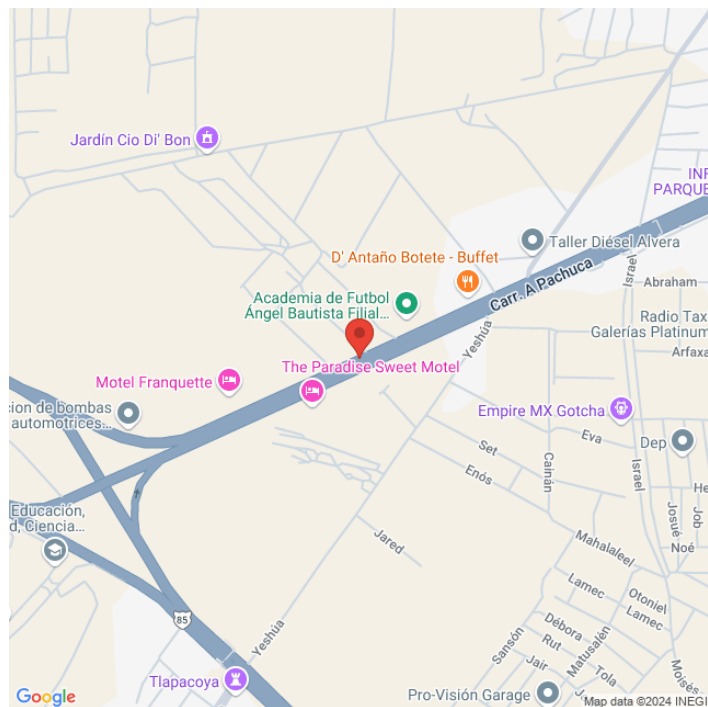 Jardín Cio Di' Bon
INF
PARQUE
Taller Diésel Alvera
D' Antaño Botete - Buffet
Carr. A Pachuca
Israel
Abraham
Academia de Futbol
Ángel Bautista Filial...
Yeshúa
Radio Tax
Galerías Platinum
Arfaxa
The Paradise Sweet Motel
Motel Franquette
cion de bombas
automotrices...
Empire MX Gotcha
Eva
Set
Cainán
Dep
Israel
Enós
He
Josué
Job
Noé
Educación,
d, Ciencia...
Jared
Mahalaleel
Lamec
Otoniel
Lamec
85
Yeshúa
Sansón
Débora
Rut
Matusalén
Jair
Tola
Moisés
Tlapacoya
Pro-Visión Garage
Google
Map data ©2024 INEGI